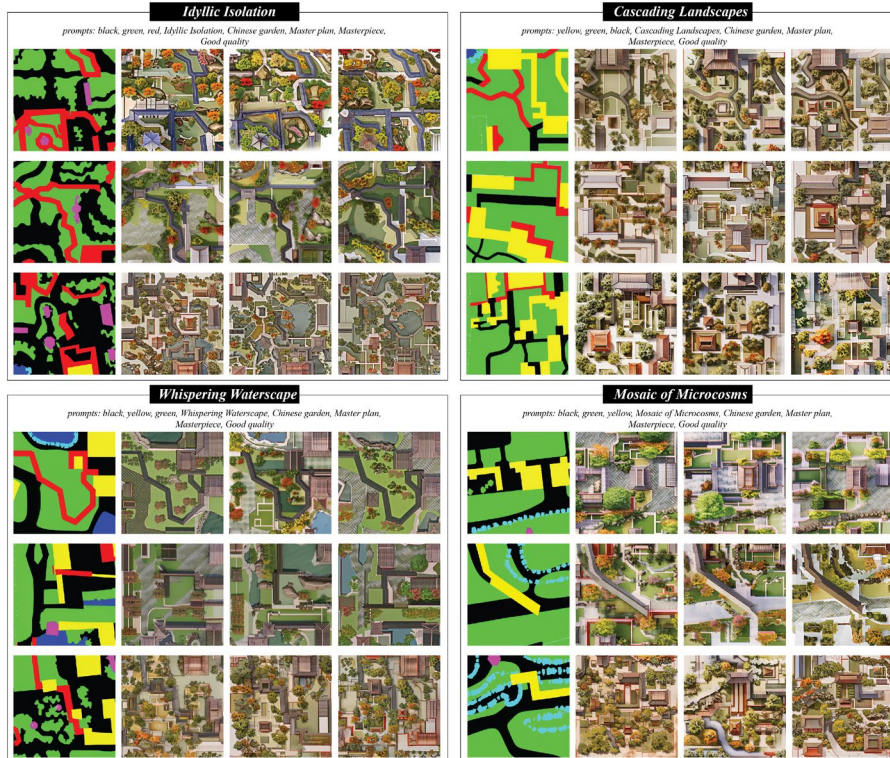 Idyllic Isolation
prompts: black, green, red, Idyllic Isolation, Chinese garden, Master plan, Masterpiece,
Good quality
Cascading Landscapes
prompts: yellow, green, black, Cascading Landscapes, Chinese garden, Master plan,
Masterpiece, Good quality
Whispering Waterscape
prompts: black, yellow, green, Whispering Waterscape, Chinese garden, Master plan,
Masterpiece, Good quality
Mosaic of Microcosms
prompts: black, green, yellow, Mosaic of Microcosms, Chinese garden, Master plan,
Masterpiece, Good quality